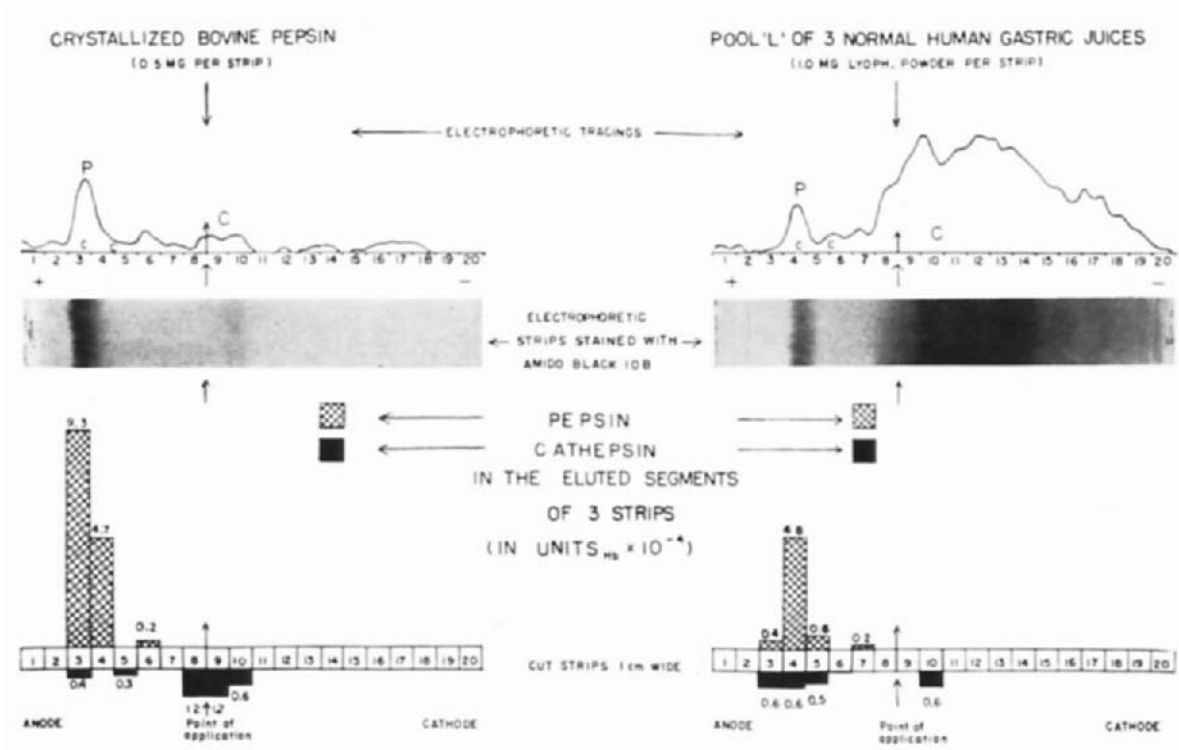 CRYSTALLIZED BOVINE PEPSIN
(0.5 MG PER STRIP)
POOL 'L' OF 3 NORMAL HUMAN GASTRIC JUICES
(1.0 MG LYOPH. POWDER PER STRIP)
ELECTROPHORETIC TRACINGS
P
C
C
C
1 2 3 4 5 6 7 8 9 10 11 12 13 14 15 16 17 18 19 20
+ −
P
C
C
C
1 2 3 4 5 6 7 8 9 10 11 12 13 14 15 16 17 18 19 20
+ −
ELECTROPHORETIC
STRIPS STAINED WITH
AMIDO BLACK 10B
PEPSIN
CATHEPSIN
IN THE ELUTED SEGMENTS
OF 3 STRIPS
(IN UNITS Hb × 10⁻⁴)
9.3
4.7
0.2
1 2 3 4 5 6 7 8 9 10 11 12 13 14 15 16 17 18 19 20
0.4 0.3 1.2 1.2 0.6
ANODE
Point of
application
CATHODE
CUT STRIPS 1 cm WIDE
4.8
0.4 0.6 0.2
1 2 3 4 5 6 7 8 9 10 11 12 13 14 15 16 17 18 19 20
0.6 0.6 0.5 0.6
ANODE
Point of
application
CATHODE